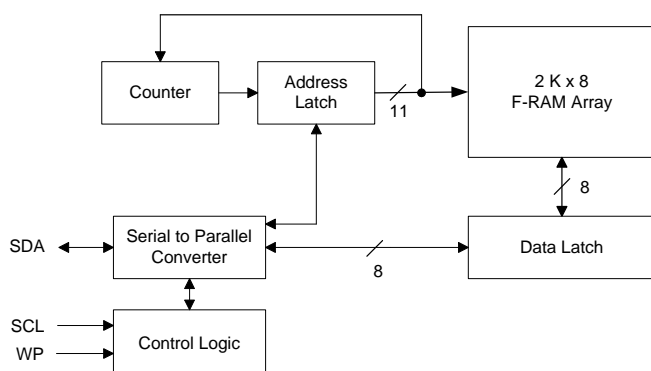 Counter
Address
Latch
11
2 K x 8
F-RAM Array
8
SDA
Serial to Parallel
Converter
8
Data Latch
SCL
WP
Control Logic